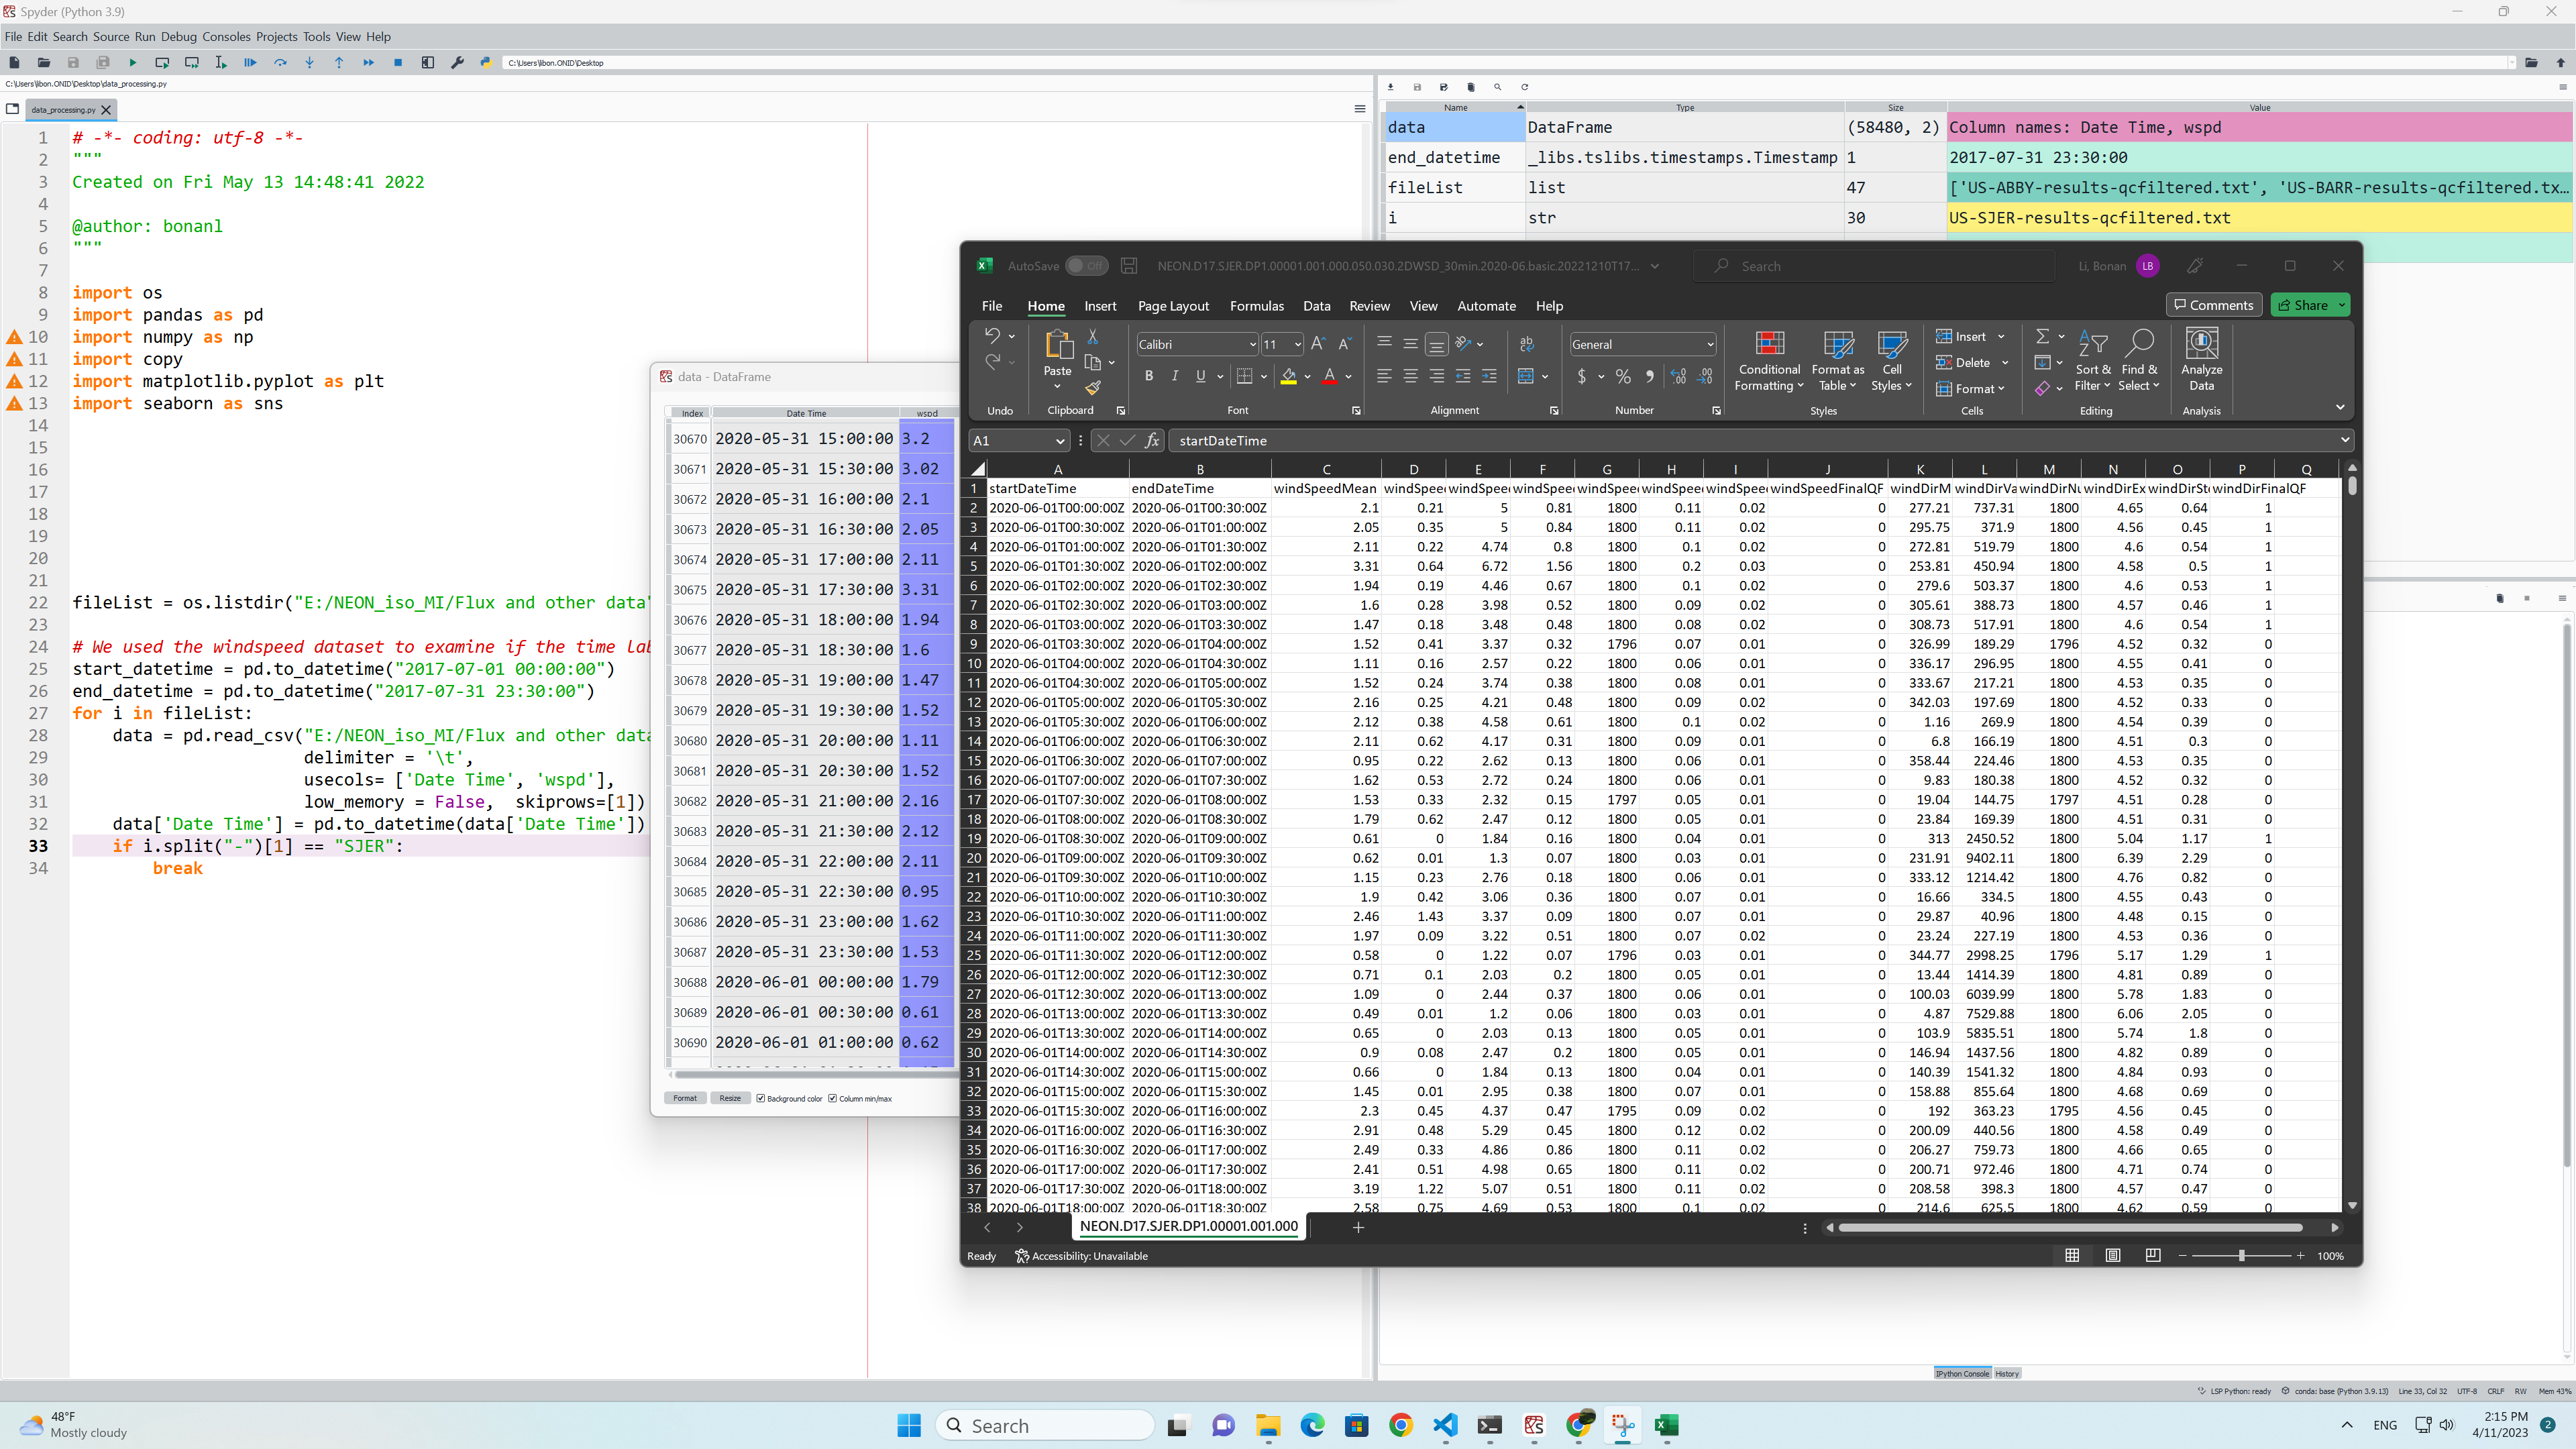 Spyder (Python 3.9)
File Edit Search Source Run Debug Consoles Projects Tools View Help
C:\Users\libon.ONID\Desktop
C:\Users\libon.ONID\Desktop\data_processing.py
data_processing.py
1 # -*- coding: utf-8 -*-
2 """
3 Created on Fri May 13 14:48:41 2022
4
5 @author: bonanl
6 """
7
8 import os
9 import pandas as pd
10 import numpy as np
11 import copy
12 import matplotlib.pyplot as plt
13 import seaborn as sns
14
15
16
17
18
19
20
21
22 fileList = os.listdir("E:/NEON_iso_MI/Flux and other data"
23
24 # We used the windspeed dataset to examine if the time lab
25 start_datetime = pd.to_datetime("2017-07-01 00:00:00")
26 end_datetime = pd.to_datetime("2017-07-31 23:30:00")
27 for i in fileList:
28 data = pd.read_csv("E:/NEON_iso_MI/Flux and other data
29 delimiter = '\t',
30 usecols= ['Date Time', 'wspd'],
31 low_memory = False, skiprows=[1])
32 data['Date Time'] = pd.to_datetime(data['Date Time'])
33 if i.split("-")[1] == "SJER":
34 break
Name Type Size Value
data DataFrame (58480, 2) Column names: Date Time, wspd
end_datetime _libs.tslibs.timestamps.Timestamp 1 2017-07-31 23:30:00
fileList list 47 ['US-ABBY-results-qcfiltered.txt', 'US-BARR-results-qcfiltered.tx...
i str 30 US-SJER-results-qcfiltered.txt
data - DataFrame
Index Date Time wspd
30670 2020-05-31 15:00:00 3.2
30671 2020-05-31 15:30:00 3.02
30672 2020-05-31 16:00:00 2.1
30673 2020-05-31 16:30:00 2.05
30674 2020-05-31 17:00:00 2.11
30675 2020-05-31 17:30:00 3.31
30676 2020-05-31 18:00:00 1.94
30677 2020-05-31 18:30:00 1.6
30678 2020-05-31 19:00:00 1.47
30679 2020-05-31 19:30:00 1.52
30680 2020-05-31 20:00:00 1.11
30681 2020-05-31 20:30:00 1.52
30682 2020-05-31 21:00:00 2.16
30683 2020-05-31 21:30:00 2.12
30684 2020-05-31 22:00:00 2.11
30685 2020-05-31 22:30:00 0.95
30686 2020-05-31 23:00:00 1.62
30687 2020-05-31 23:30:00 1.53
30688 2020-06-01 00:00:00 1.79
30689 2020-06-01 00:30:00 0.61
30690 2020-06-01 01:00:00 0.62
Format Resize Background color Column min/max
AutoSave Off NEON.D17.SJER.DP1.00001.001.000.050.030.2DWSD_30min.2020-06.basic.20221210T17... Search Li, Bonan LB
File Home Insert Page Layout Formulas Data Review View Automate Help Comments Share
Calibri 11 General Insert
Paste Conditional Format as Cell Delete Sort & Find & Analyze
Formatting Table Styles Format Filter Select Data
Undo Clipboard Font Alignment Number Styles Cells Editing Analysis
A1 fx startDateTime
A B C D E F G H I J K L M N O P Q
1 startDateTime endDateTime windSpeedMean windSpee windSpee windSpee windSpee windSpee windSpee windSpeedFinalQF windDirM windDirVa windDirNu windDirEx windDirSt windDirFinalQF
2 2020-06-01T00:00:00Z 2020-06-01T00:30:00Z 2.1 0.21 5 0.81 1800 0.11 0.02 0 277.21 737.31 1800 4.65 0.64 1
3 2020-06-01T00:30:00Z 2020-06-01T01:00:00Z 2.05 0.35 5 0.84 1800 0.11 0.02 0 295.75 371.9 1800 4.56 0.45 1
4 2020-06-01T01:00:00Z 2020-06-01T01:30:00Z 2.11 0.22 4.74 0.8 1800 0.1 0.02 0 272.81 519.79 1800 4.6 0.54 1
5 2020-06-01T01:30:00Z 2020-06-01T02:00:00Z 3.31 0.64 6.72 1.56 1800 0.2 0.03 0 253.81 450.94 1800 4.58 0.5 1
6 2020-06-01T02:00:00Z 2020-06-01T02:30:00Z 1.94 0.19 4.46 0.67 1800 0.1 0.02 0 279.6 503.37 1800 4.6 0.53 1
7 2020-06-01T02:30:00Z 2020-06-01T03:00:00Z 1.6 0.28 3.98 0.52 1800 0.09 0.02 0 305.61 388.73 1800 4.57 0.46 1
8 2020-06-01T03:00:00Z 2020-06-01T03:30:00Z 1.47 0.18 3.48 0.48 1800 0.08 0.02 0 308.73 517.91 1800 4.6 0.54 1
9 2020-06-01T03:30:00Z 2020-06-01T04:00:00Z 1.52 0.41 3.37 0.32 1796 0.07 0.01 0 326.99 189.29 1796 4.52 0.32 0
10 2020-06-01T04:00:00Z 2020-06-01T04:30:00Z 1.11 0.16 2.57 0.22 1800 0.06 0.01 0 336.17 296.95 1800 4.55 0.41 0
11 2020-06-01T04:30:00Z 2020-06-01T05:00:00Z 1.52 0.24 3.74 0.38 1800 0.08 0.01 0 333.67 217.21 1800 4.53 0.35 0
12 2020-06-01T05:00:00Z 2020-06-01T05:30:00Z 2.16 0.25 4.21 0.48 1800 0.09 0.02 0 342.03 197.69 1800 4.52 0.33 0
13 2020-06-01T05:30:00Z 2020-06-01T06:00:00Z 2.12 0.38 4.58 0.61 1800 0.1 0.02 0 1.16 269.9 1800 4.54 0.39 0
14 2020-06-01T06:00:00Z 2020-06-01T06:30:00Z 2.11 0.62 4.17 0.31 1800 0.09 0.01 0 6.8 166.19 1800 4.51 0.3 0
15 2020-06-01T06:30:00Z 2020-06-01T07:00:00Z 0.95 0.22 2.62 0.13 1800 0.06 0.01 0 358.44 224.46 1800 4.53 0.35 0
16 2020-06-01T07:00:00Z 2020-06-01T07:30:00Z 1.62 0.53 2.72 0.24 1800 0.06 0.01 0 9.83 180.38 1800 4.52 0.32 0
17 2020-06-01T07:30:00Z 2020-06-01T08:00:00Z 1.53 0.33 2.32 0.15 1797 0.05 0.01 0 19.04 144.75 1797 4.51 0.28 0
18 2020-06-01T08:00:00Z 2020-06-01T08:30:00Z 1.79 0.62 2.47 0.12 1800 0.05 0.01 0 23.84 169.39 1800 4.51 0.31 0
19 2020-06-01T08:30:00Z 2020-06-01T09:00:00Z 0.61 0 1.84 0.16 1800 0.04 0.01 0 313 2450.52 1800 5.04 1.17 1
20 2020-06-01T09:00:00Z 2020-06-01T09:30:00Z 0.62 0.01 1.3 0.07 1800 0.03 0.01 0 231.91 9402.11 1800 6.39 2.29 0
21 2020-06-01T09:30:00Z 2020-06-01T10:00:00Z 1.15 0.23 2.76 0.18 1800 0.06 0.01 0 333.12 1214.42 1800 4.76 0.82 0
22 2020-06-01T10:00:00Z 2020-06-01T10:30:00Z 1.9 0.42 3.06 0.36 1800 0.07 0.01 0 16.66 334.5 1800 4.55 0.43 0
23 2020-06-01T10:30:00Z 2020-06-01T11:00:00Z 2.46 1.43 3.37 0.09 1800 0.07 0.01 0 29.87 40.96 1800 4.48 0.15 0
24 2020-06-01T11:00:00Z 2020-06-01T11:30:00Z 1.97 0.09 3.22 0.51 1800 0.07 0.02 0 23.24 227.19 1800 4.53 0.36 0
25 2020-06-01T11:30:00Z 2020-06-01T12:00:00Z 0.58 0 1.22 0.07 1796 0.03 0.01 0 344.77 2998.25 1796 5.17 1.29 1
26 2020-06-01T12:00:00Z 2020-06-01T12:30:00Z 0.71 0.1 2.03 0.2 1800 0.05 0.01 0 13.44 1414.39 1800 4.81 0.89 0
27 2020-06-01T12:30:00Z 2020-06-01T13:00:00Z 1.09 0 2.44 0.37 1800 0.06 0.01 0 100.03 6039.99 1800 5.78 1.83 0
28 2020-06-01T13:00:00Z 2020-06-01T13:30:00Z 0.49 0.01 1.2 0.06 1800 0.03 0.01 0 4.87 7529.88 1800 6.06 2.05 0
29 2020-06-01T13:30:00Z 2020-06-01T14:00:00Z 0.65 0 2.03 0.13 1800 0.05 0.01 0 103.9 5835.51 1800 5.74 1.8 0
30 2020-06-01T14:00:00Z 2020-06-01T14:30:00Z 0.9 0.08 2.47 0.2 1800 0.05 0.01 0 146.94 1437.56 1800 4.82 0.89 0
31 2020-06-01T14:30:00Z 2020-06-01T15:00:00Z 0.66 0 1.84 0.13 1800 0.04 0.01 0 140.39 1541.32 1800 4.84 0.93 0
32 2020-06-01T15:00:00Z 2020-06-01T15:30:00Z 1.45 0.01 2.95 0.38 1800 0.07 0.01 0 158.88 855.64 1800 4.68 0.69 0
33 2020-06-01T15:30:00Z 2020-06-01T16:00:00Z 2.3 0.45 4.37 0.47 1795 0.09 0.02 0 192 363.23 1795 4.56 0.45 0
34 2020-06-01T16:00:00Z 2020-06-01T16:30:00Z 2.91 0.48 5.29 0.45 1800 0.12 0.02 0 200.09 440.56 1800 4.58 0.49 0
35 2020-06-01T16:30:00Z 2020-06-01T17:00:00Z 2.49 0.33 4.86 0.86 1800 0.11 0.02 0 206.27 759.73 1800 4.66 0.65 0
36 2020-06-01T17:00:00Z 2020-06-01T17:30:00Z 2.41 0.51 4.98 0.65 1800 0.11 0.02 0 200.71 972.46 1800 4.71 0.74 0
37 2020-06-01T17:30:00Z 2020-06-01T18:00:00Z 3.19 1.22 5.07 0.51 1800 0.11 0.02 0 208.58 398.3 1800 4.57 0.47 0
38 2020-06-01T18:00:00Z 2020-06-01T18:30:00Z 2.58 0.75 4.69 0.53 1800 0.1 0.02 0 214.6 625.5 1800 4.62 0.59 0
NEON.D17.SJER.DP1.00001.001.000
Ready Accessibility: Unavailable 100%
IPython Console History
LSP Python: ready conda: base (Python 3.9.13) Line 33, Col 32 UTF-8 CRLF RW Mem 43%
48°F
Mostly cloudy
Search
ENG
2:15 PM
4/11/2023
2